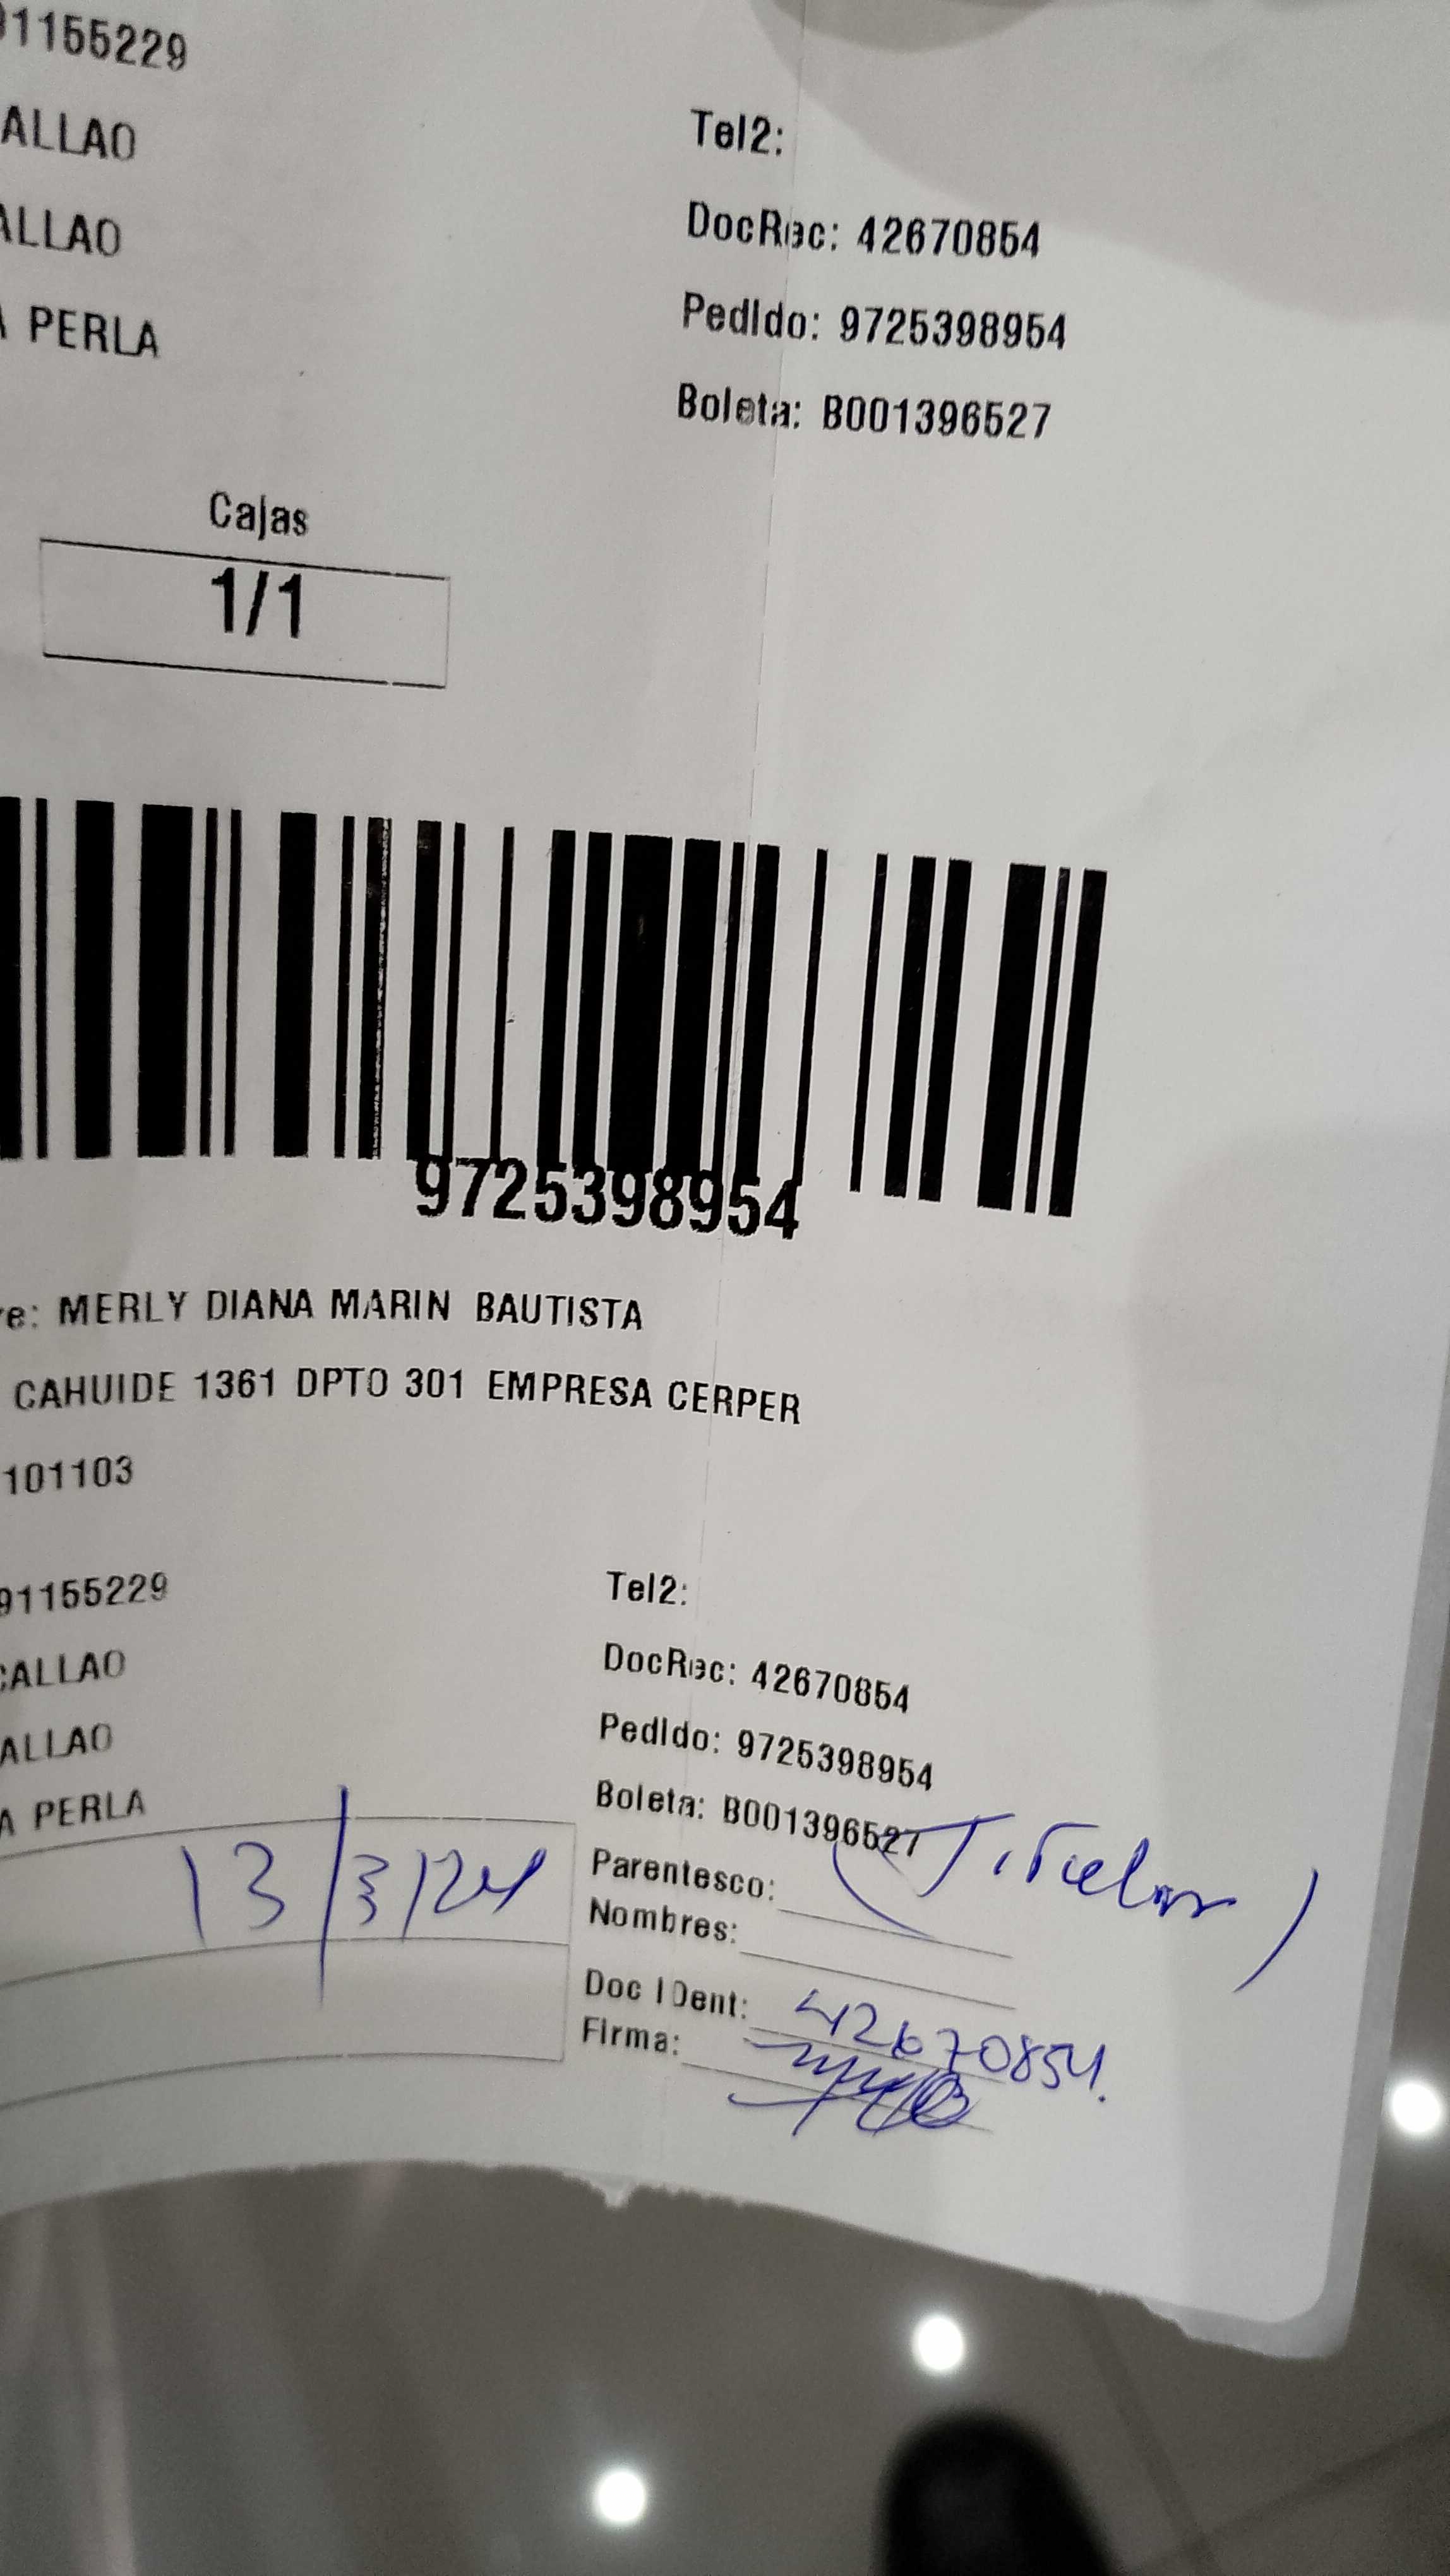 91155229
ALLAO
ALLAO
A PERLA
Tel2:
DocRec: 42670854
Pedido: 9725398954
Boleta: B001396527
Cajas
1/1
9725398954
re: MERLY DIANA MARIN BAUTISTA
CAHUIDE 1361 DPTO 301 EMPRESA CERPER
101103
91155229
CALLAO
ALLAO
A PERLA
Tel2:
DocRec: 42670854
Pedido: 9725398954
Boleta: B001396527
13/3/24
Parentesco: (Titular)
Nombres:
Doc IDent: 42670854.
Firma: